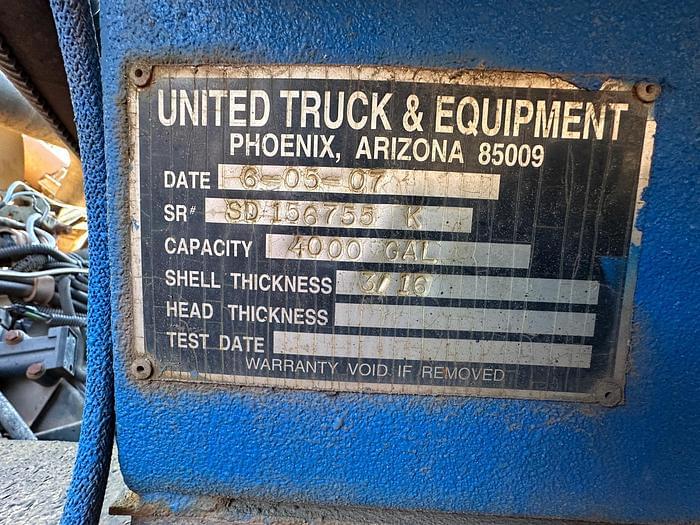 UNITED TRUCK & EQUIPMENT
PHOENIX, ARIZONA 85009
DATE 6-05-07
SR# SD 156755 K
CAPACITY 4000 GAL
SHELL THICKNESS 3/16
HEAD THICKNESS
TEST DATE
WARRANTY VOID IF REMOVED